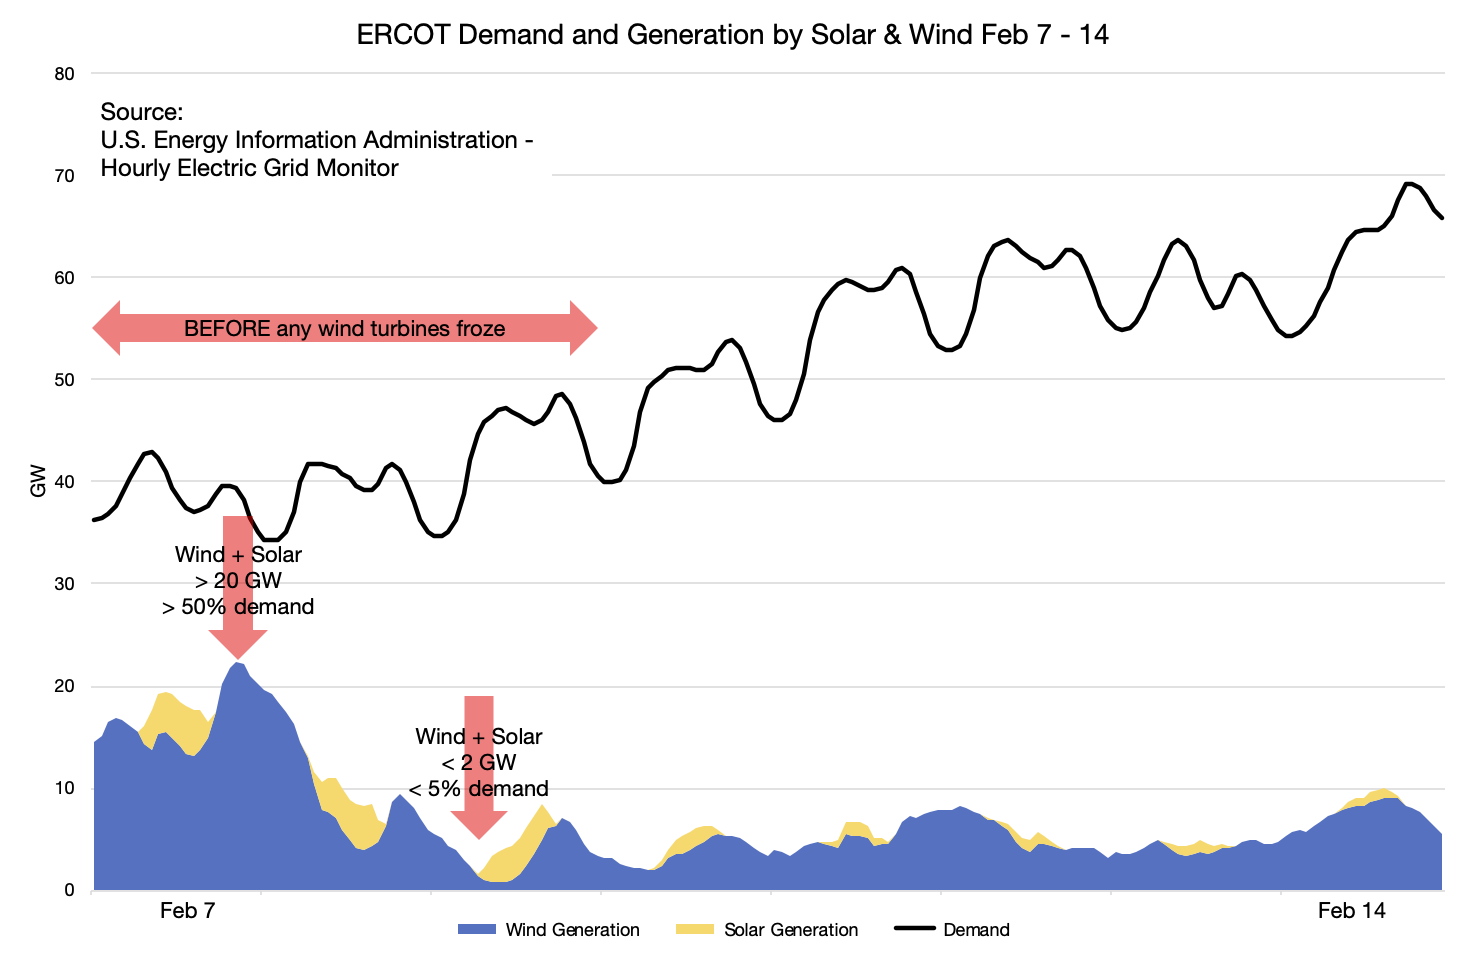 ERCOT Demand and Generation by Solar & Wind Feb 7 - 14
80
Source:
U.S. Energy Information Administration -
Hourly Electric Grid Monitor
70
60
BEFORE any wind turbines froze
50
40
GW
Wind + Solar
> 20 GW
> 50% demand
30
20
Wind + Solar
< 2 GW
< 5% demand
10
0
Feb 7
Feb 14
Wind Generation
Solar Generation
Demand